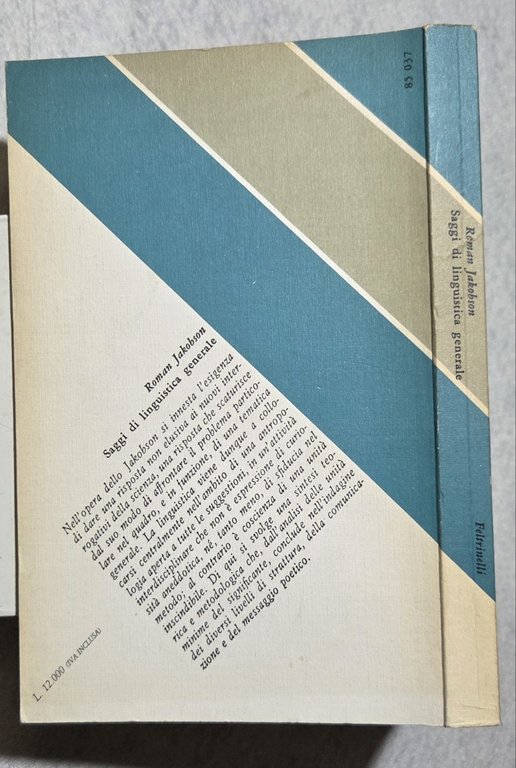 Roman Jakobson
Saggi di linguistica generale
Nell'opera dello Jakobson si innesta l'esigenza
di dare una risposta non elusiva ai nuovi inter-
rogativi della scienza: una risposta che scaturisce
dal suo modo di affrontare il problema partico-
lare nel quadro, e in funzione, di una tematica
generale. La linguistica viene dunque a collo-
carsi centralmente nell'ambito di una antropo-
logia aperta a tutte le suggestioni, in un'attività
interdisciplinare che non è espressione di curio-
sità aneddotica né, tanto meno, di sfiducia nel
metodo; al contrario è coscienza di una unità
inscindibile. Di qui si svolge una sintesi teo-
rica e metodologica che, dall'analisi delle unità
minime del significante, conclude nell'indagine
dei diversi livelli di struttura, della comunica-
zione e del messaggio poetico.
L. 12.000 (IVA INCLUSA)
83 037
Roman Jakobson
Saggi di linguistica generale
Feltrinelli